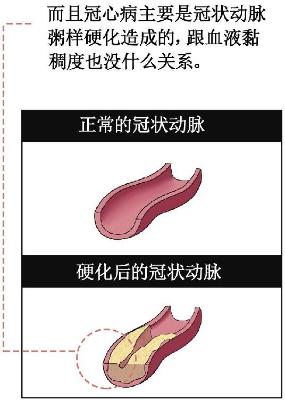 而且冠心病主要是冠状动脉
粥样硬化造成的，跟血液黏
稠度也没什么关系。
正常的冠状动脉
硬化后的冠状动脉